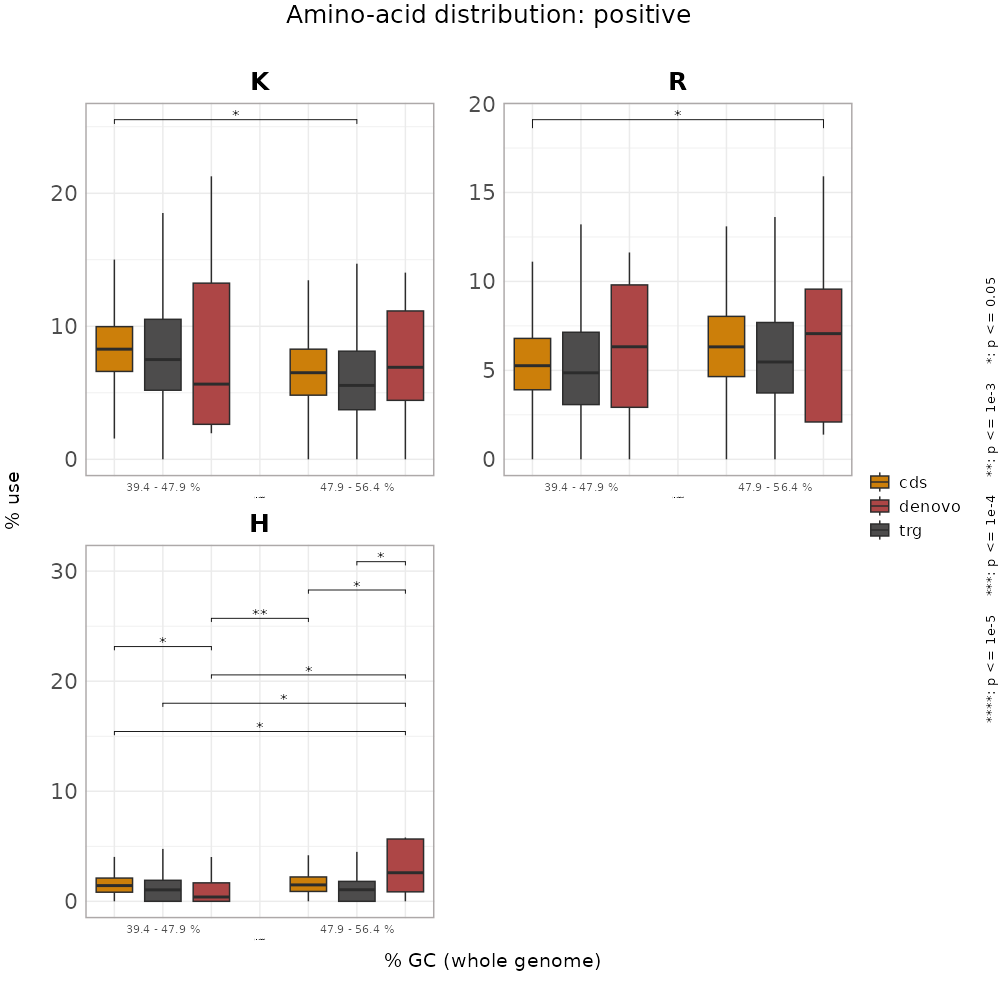 Amino-acid distribution: positive
K
*
20
10
0
39.4 - 47.9 %
47.9 - 56.4 %
R
*
20
15
10
5
0
39.4 - 47.9 %
47.9 - 56.4 %
H
*
*
**
*
*
*
*
30
20
10
0
39.4 - 47.9 %
47.9 - 56.4 %
% use
% GC (whole genome)
cds
denovo
trg
****: p <= 1e-5 ***: p <= 1e-4 **: p <= 1e-3 *: p <= 0.05